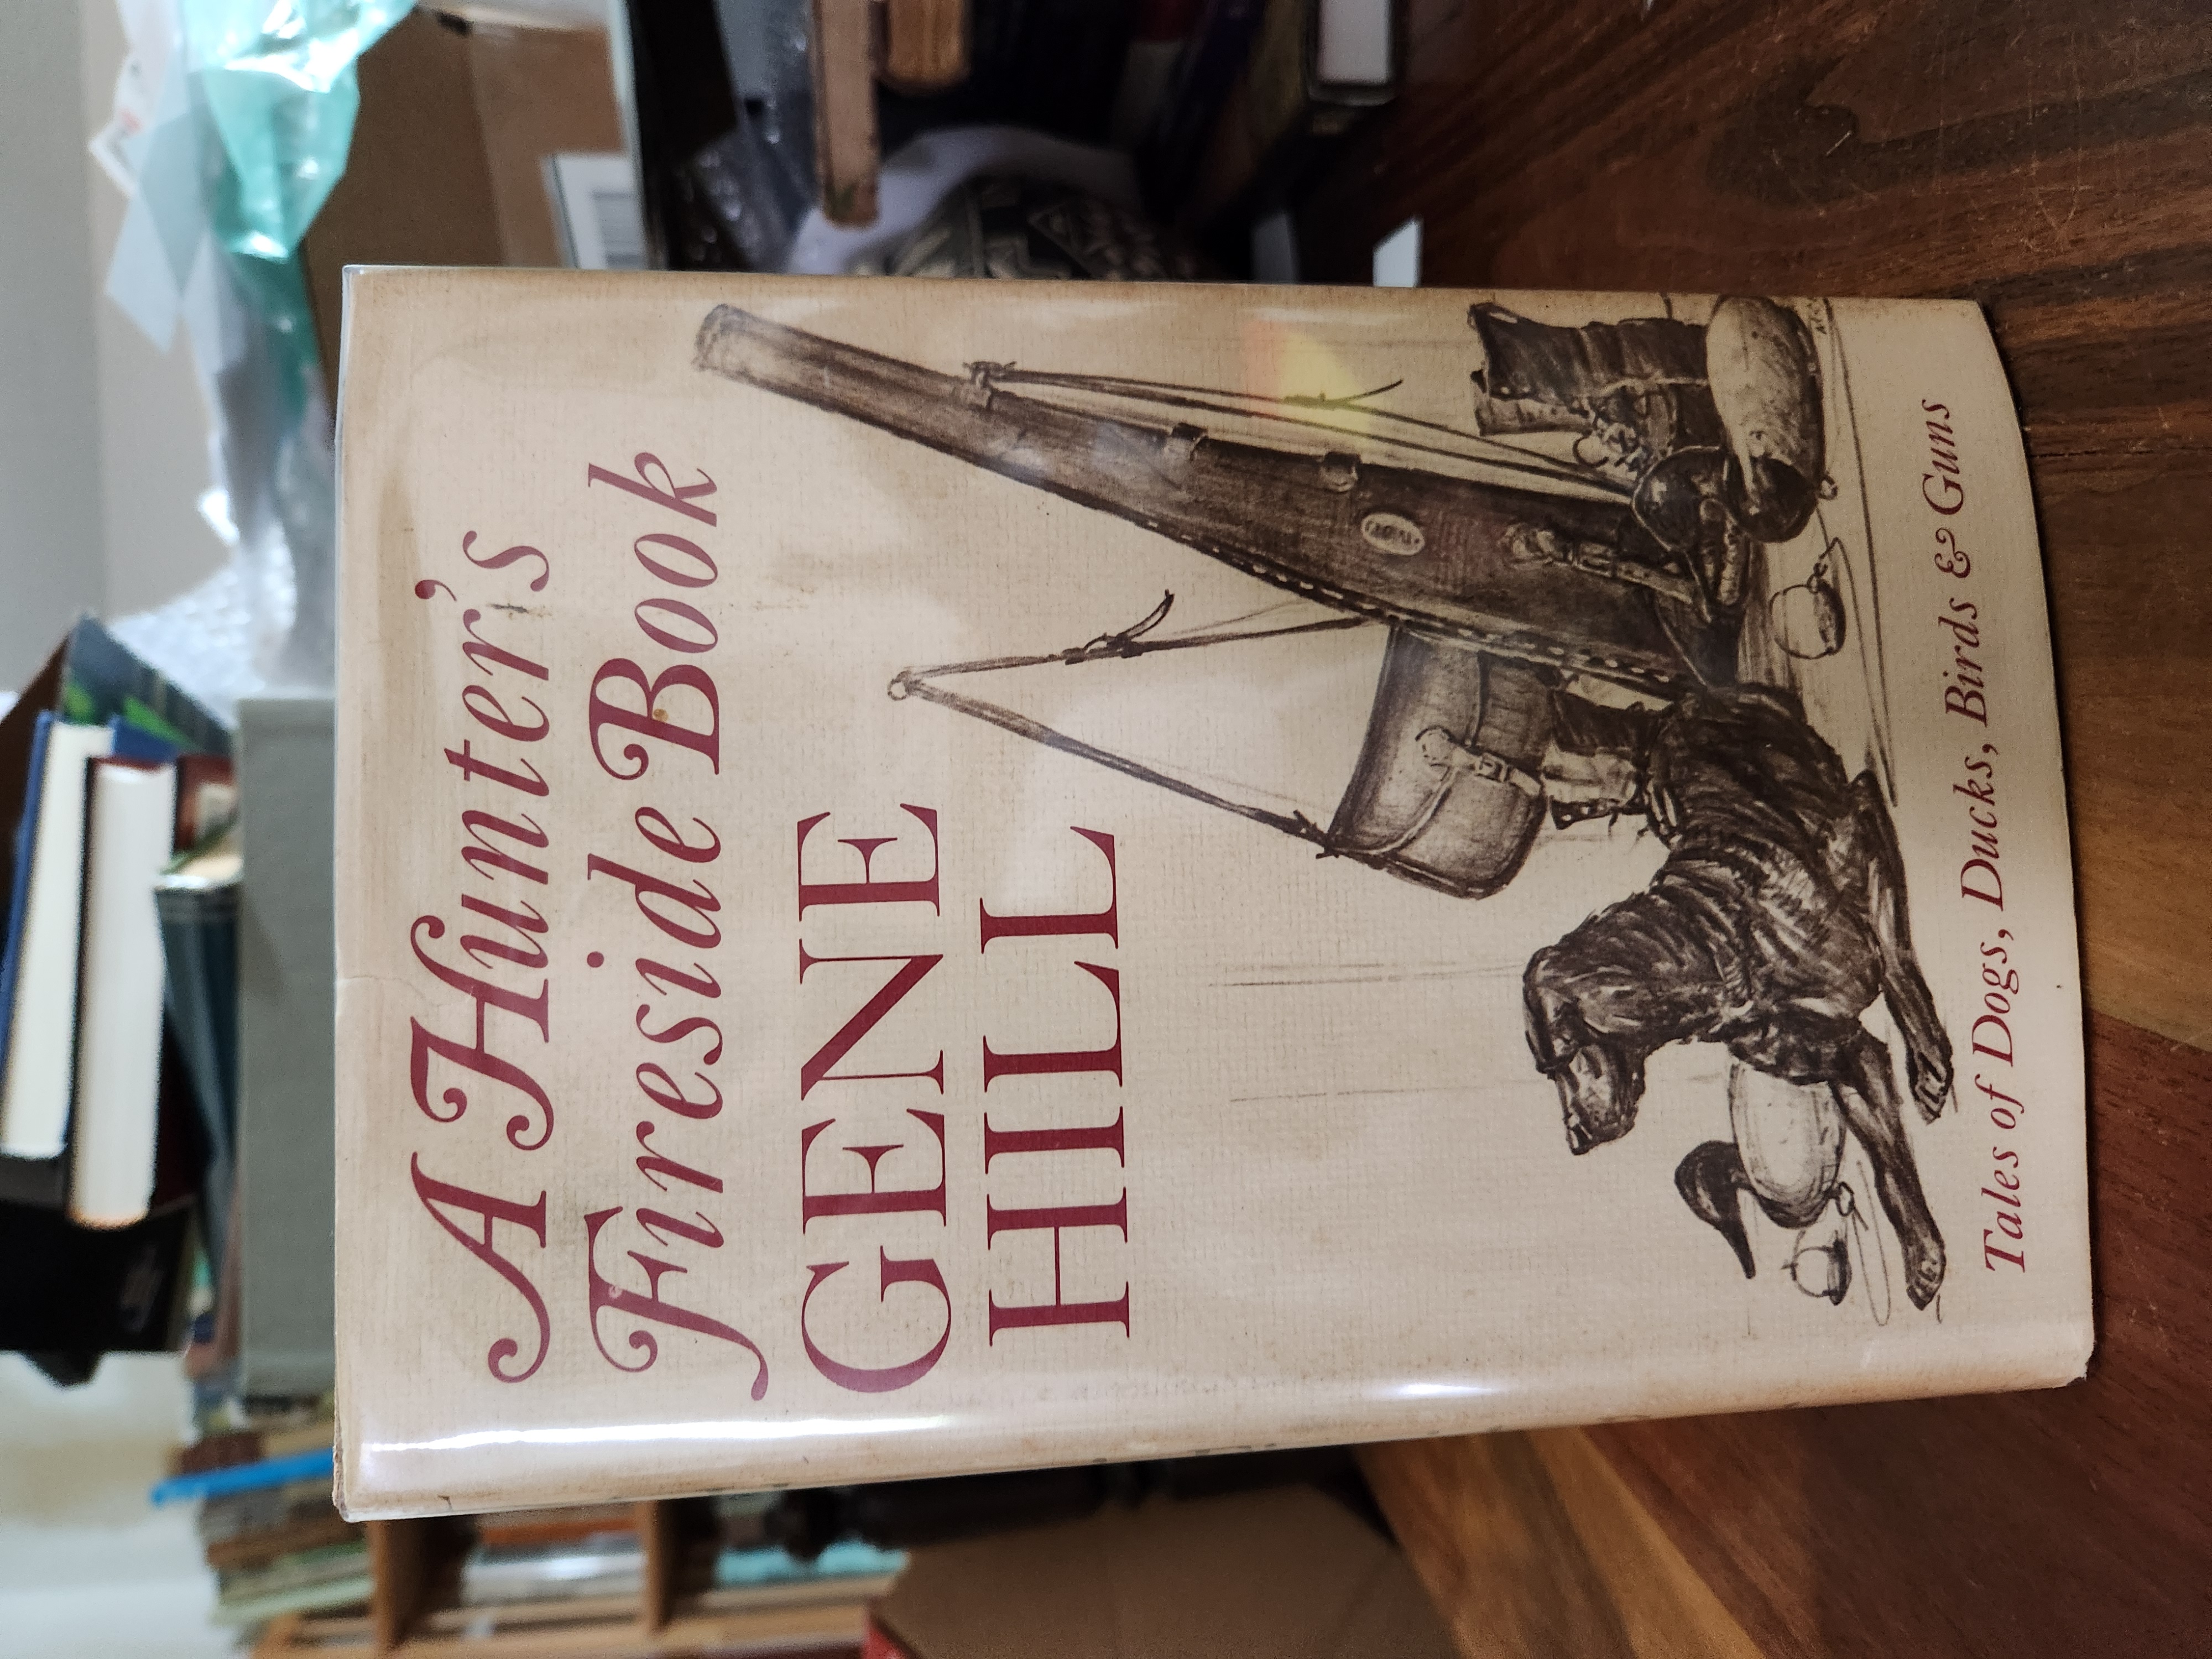 A Hunter's
Fireside Book
GENE
HILL
Tales of Dogs, Ducks, Birds & Guns